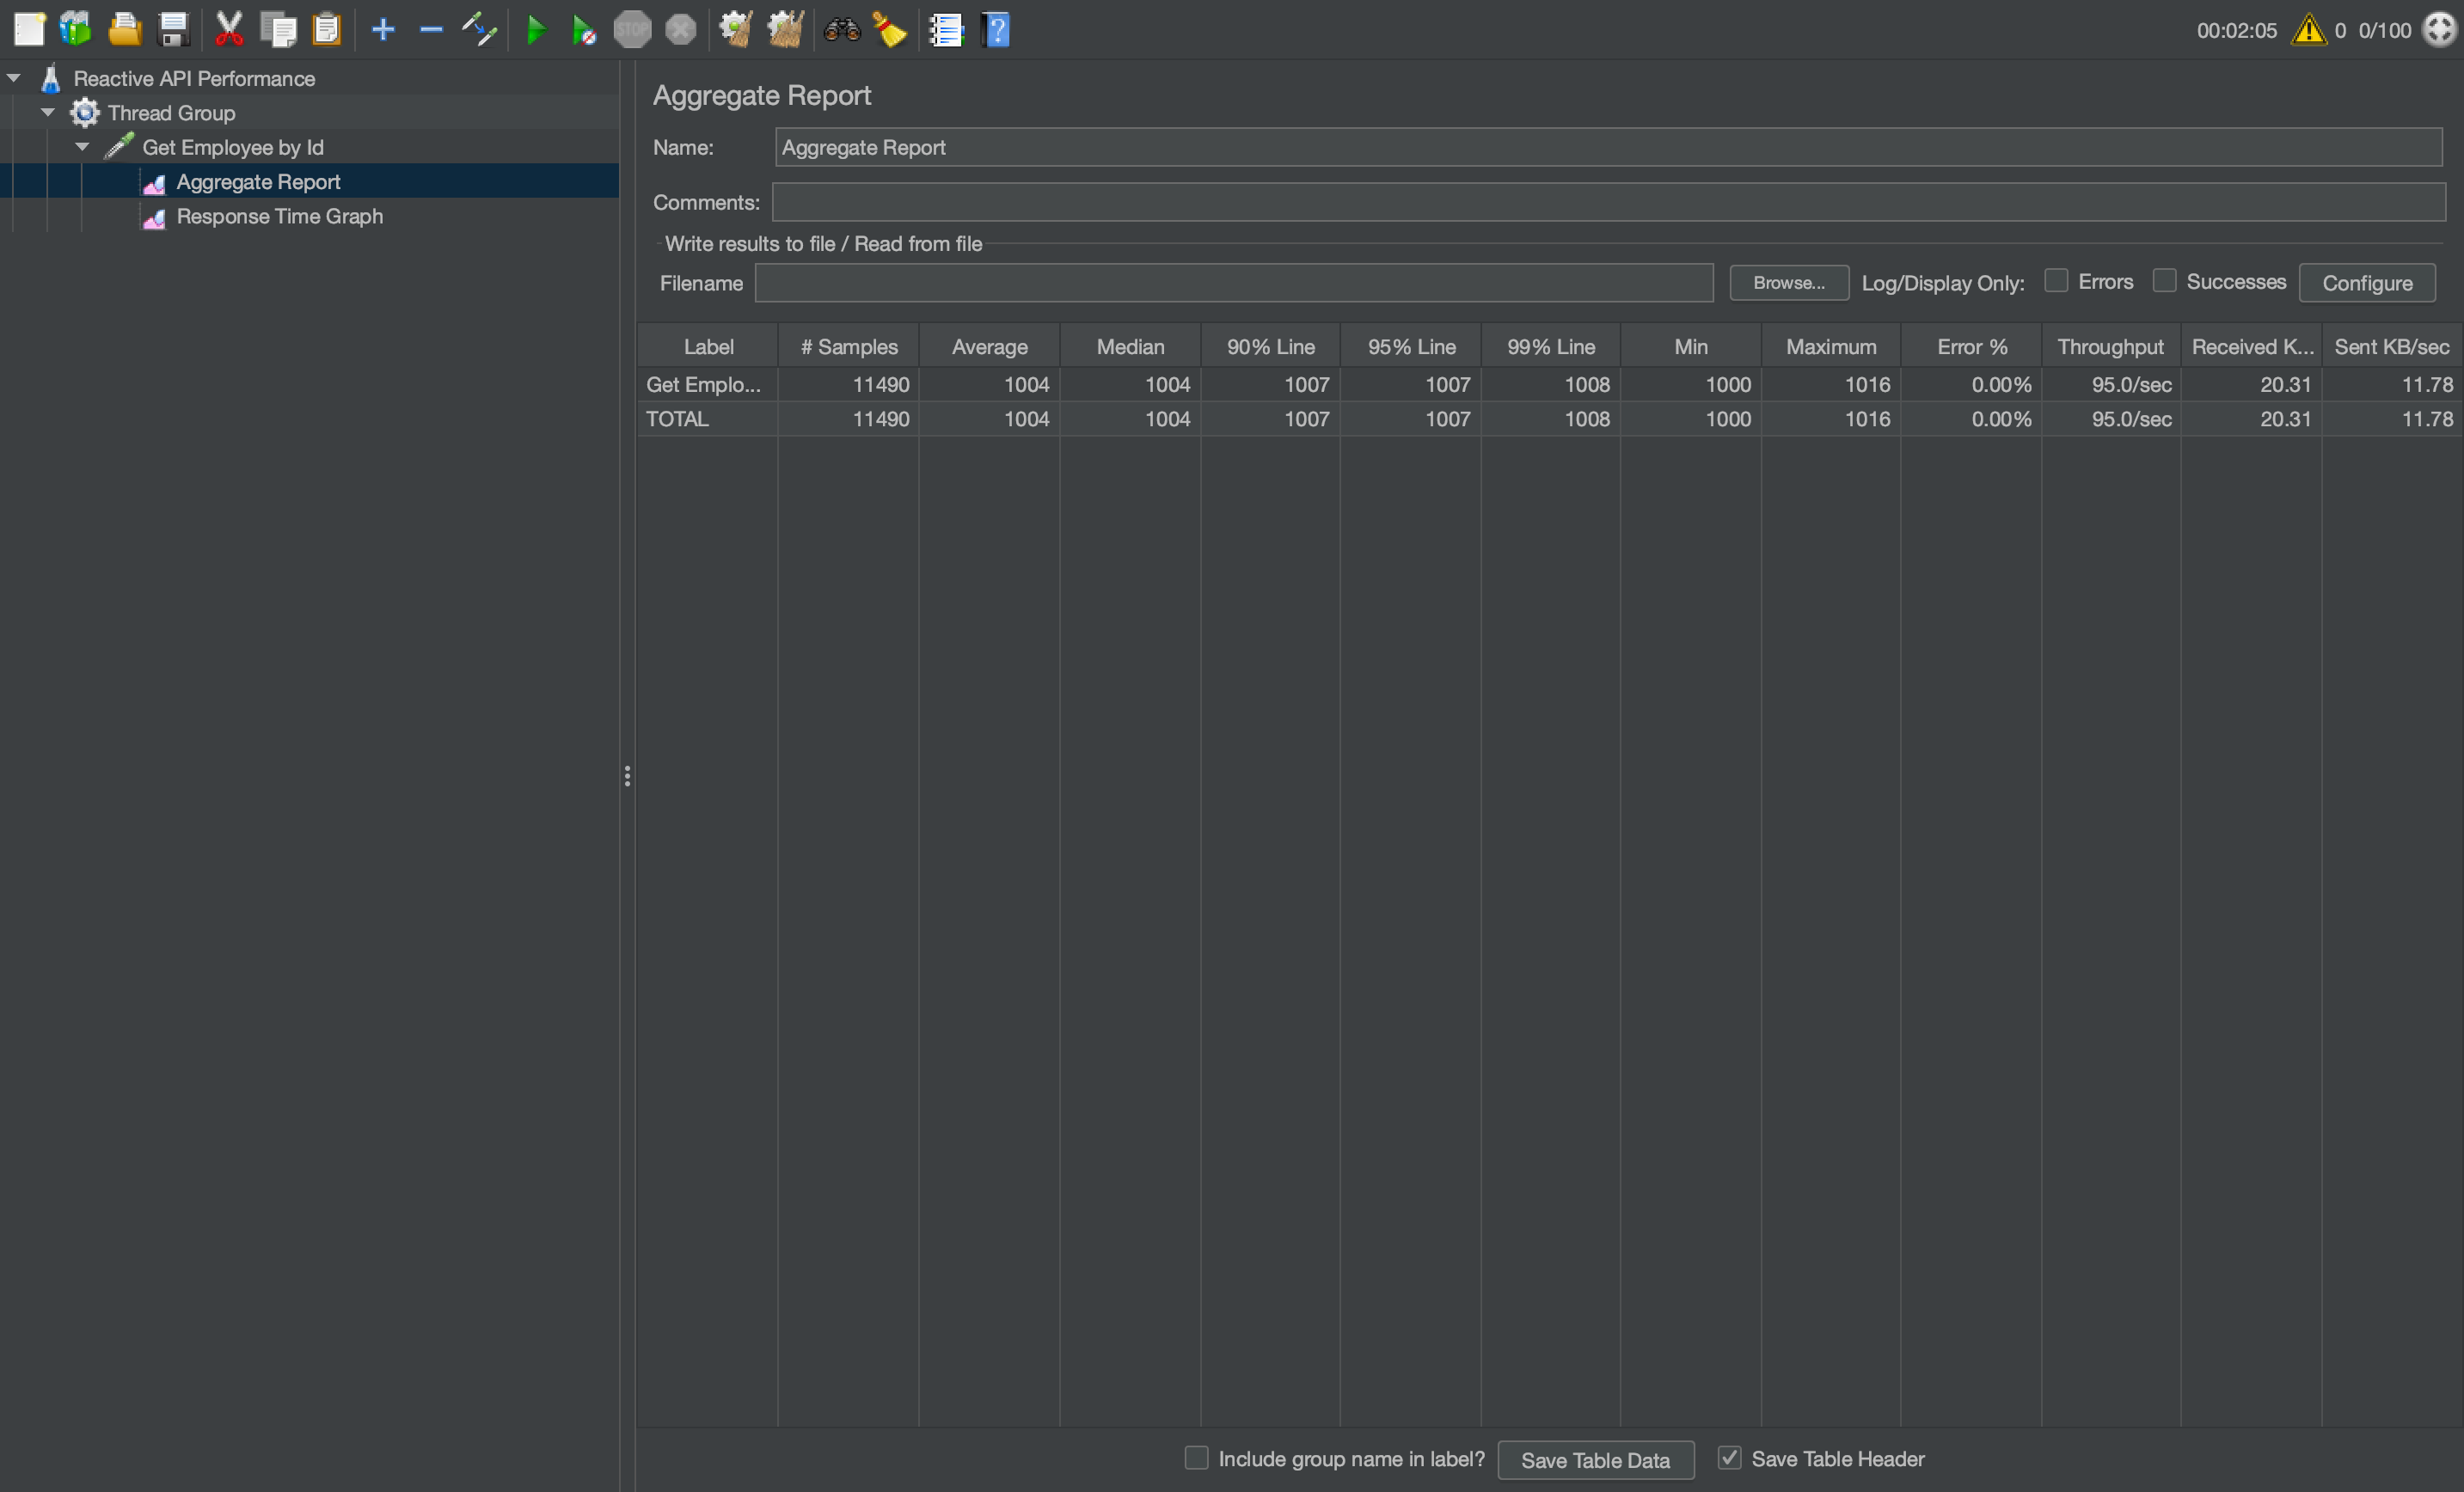 STOP
?
00:02:05
0
0/100
Reactive API Performance
Thread Group
Get Employee by Id
Aggregate Report
Response Time Graph
Aggregate Report
Name: Aggregate Report
Comments:
Write results to file / Read from file
Filename Browse... Log/Display Only: Errors Successes Configure
Label # Samples Average Median 90% Line 95% Line 99% Line Min Maximum Error % Throughput Received K... Sent KB/sec
Get Emplo... 11490 1004 1004 1007 1007 1008 1000 1016 0.00% 95.0/sec 20.31 11.78
TOTAL 11490 1004 1004 1007 1007 1008 1000 1016 0.00% 95.0/sec 20.31 11.78
Include group name in label? Save Table Data Save Table Header